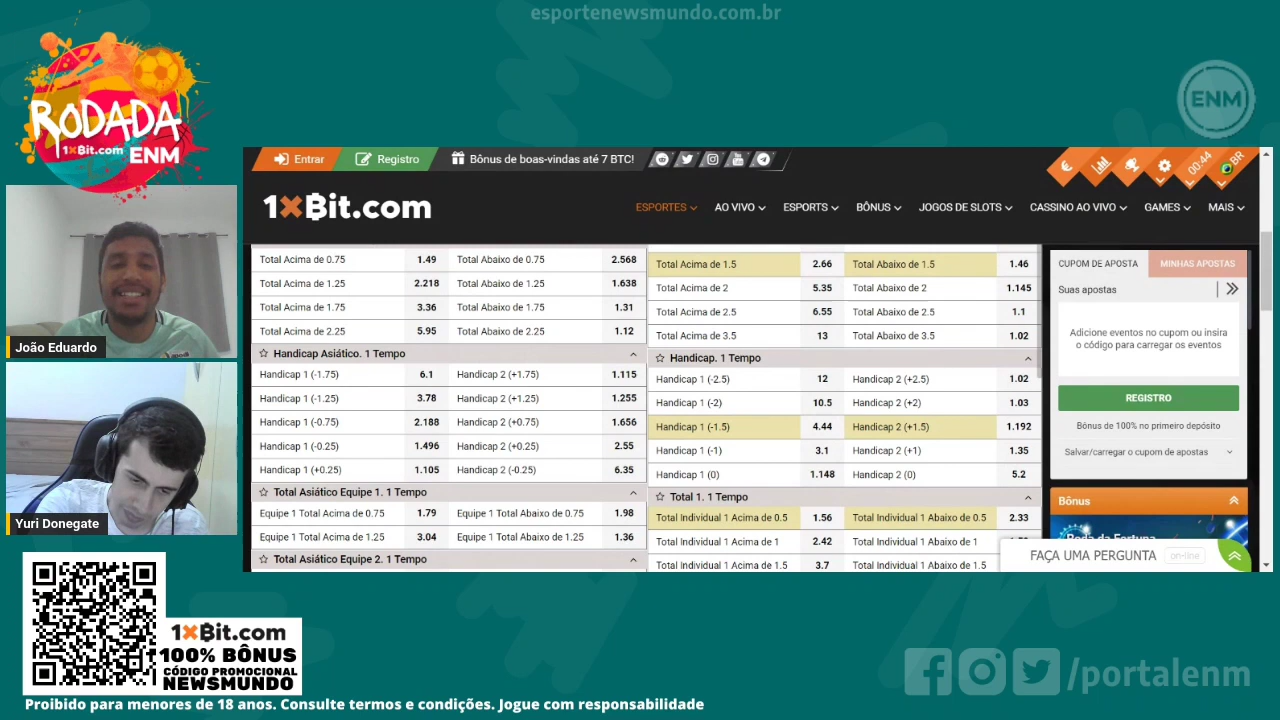 esportenewsmundo.com.br
RODADA
1xBit.com ENM
ENM
Entrar
Registro
Bônus de boas-vindas até 7 BTC!
00:44
BR
1xBit.com
ESPORTES
AO VIVO
ESPORTS
BÔNUS
JOGOS DE SLOTS
CASSINO AO VIVO
GAMES
MAIS
Total Acima de 0.75 1.49 Total Abaixo de 0.75 2.568
Total Acima de 1.25 2.218 Total Abaixo de 1.25 1.638
Total Acima de 1.75 3.36 Total Abaixo de 1.75 1.31
Total Acima de 2.25 5.95 Total Abaixo de 2.25 1.12
Handicap Asiático. 1 Tempo
Handicap 1 (-1.75) 6.1 Handicap 2 (+1.75) 1.115
Handicap 1 (-1.25) 3.78 Handicap 2 (+1.25) 1.255
Handicap 1 (-0.75) 2.188 Handicap 2 (+0.75) 1.656
Handicap 1 (-0.25) 1.496 Handicap 2 (+0.25) 2.55
Handicap 1 (+0.25) 1.105 Handicap 2 (-0.25) 6.35
Total Asiático Equipe 1. 1 Tempo
Equipe 1 Total Acima de 0.75 1.79 Equipe 1 Total Abaixo de 0.75 1.98
Equipe 1 Total Acima de 1.25 3.04 Equipe 1 Total Abaixo de 1.25 1.36
Total Asiático Equipe 2. 1 Tempo
Total Acima de 1.5 2.66 Total Abaixo de 1.5 1.46
Total Acima de 2 5.35 Total Abaixo de 2 1.145
Total Acima de 2.5 6.55 Total Abaixo de 2.5 1.1
Total Acima de 3.5 13 Total Abaixo de 3.5 1.02
Handicap. 1 Tempo
Handicap 1 (-2.5) 12 Handicap 2 (+2.5) 1.02
Handicap 1 (-2) 10.5 Handicap 2 (+2) 1.03
Handicap 1 (-1.5) 4.44 Handicap 2 (+1.5) 1.192
Handicap 1 (-1) 3.1 Handicap 2 (+1) 1.35
Handicap 1 (0) 1.148 Handicap 2 (0) 5.2
Total 1. 1 Tempo
Total Individual 1 Acima de 0.5 1.56 Total Individual 1 Abaixo de 0.5 2.33
Total Individual 1 Acima de 1 2.42 Total Individual 1 Abaixo de 1
Total Individual 1 Acima de 1.5 3.7 Total Individual 1 Abaixo de 1.5
CUPOM DE APOSTA
MINHAS APOSTAS
Suas apostas
Adicione eventos no cupom ou insira
o código para carregar os eventos
REGISTRO
Bônus de 100% no primeiro depósito
Salvar/carregar o cupom de apostas
Bônus
Roda da Fortuna
FAÇA UMA PERGUNTA on-line
João Eduardo
Yuri Donegate
1xBit.com
100% BÔNUS
CÓDIGO PROMOCIONAL
NEWSMUNDO
/portalenm
Proibido para menores de 18 anos. Consulte termos e condições. Jogue com responsabilidade